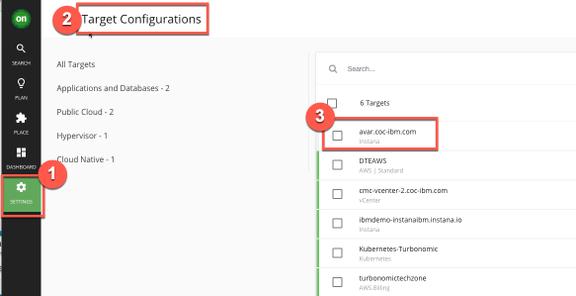 on
2
Target Configurations
SEARCH
PLAN
PLACE
DASHBOARD
1
SETTINGS
All Targets
Applications and Databases - 2
Public Cloud - 2
Hypervisor - 1
Cloud Native - 1
Search...
6 Targets
3
avar.coc-ibm.com
Instana
DTEAWS
AWS | Standard
cmc-vcenter-2.coc-ibm.com
vCenter
ibmdemo-instanaibm.instana.io
Instana
Kubernetes-Turbonomic
Kubernetes
turbonomictechzone
AWS Billing